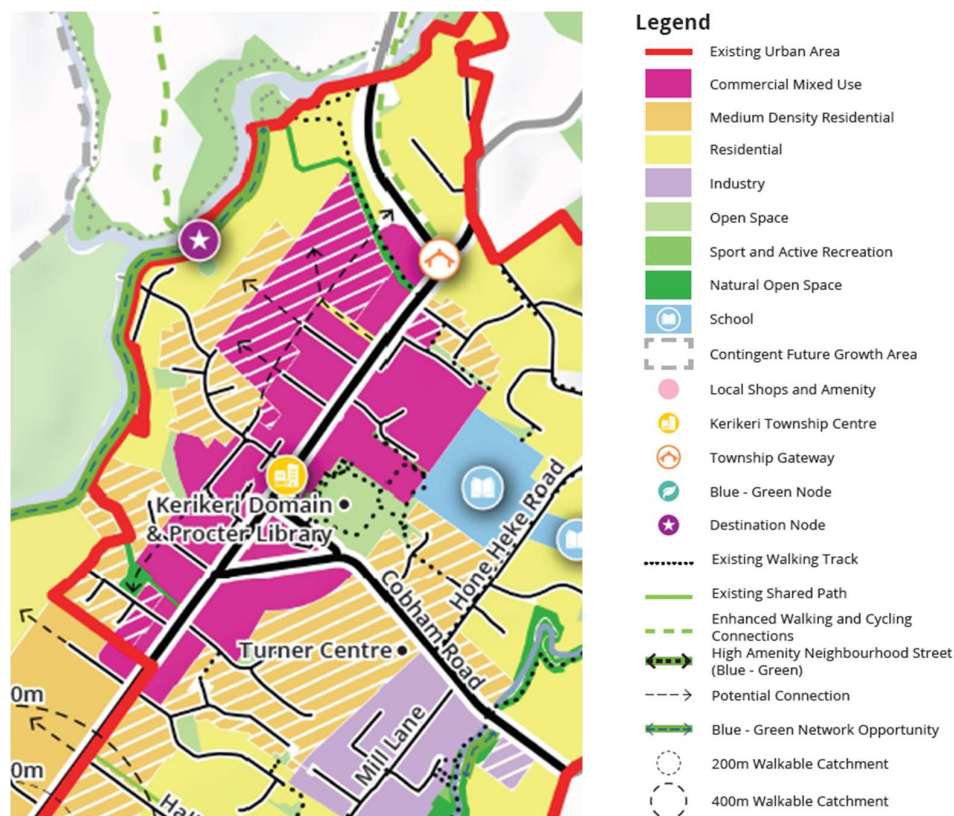 Legend
Existing Urban Area
Commercial Mixed Use
Medium Density Residential
Residential
Industry
Open Space
Sport and Active Recreation
Natural Open Space
School
Contingent Future Growth Area
Local Shops and Amenity
Kerikeri Township Centre
Township Gateway
Blue - Green Node
Destination Node
Existing Walking Track
Existing Shared Path
Enhanced Walking and Cycling
Connections
High Amenity Neighbourhood Street
(Blue - Green)
Potential Connection
Blue - Green Network Opportunity
200m Walkable Catchment
400m Walkable Catchment
Kerikeri Domain
& Procter Library
Hone Heke Road
Cobham Road
Turner Centre
Mill Lane
0m
0m